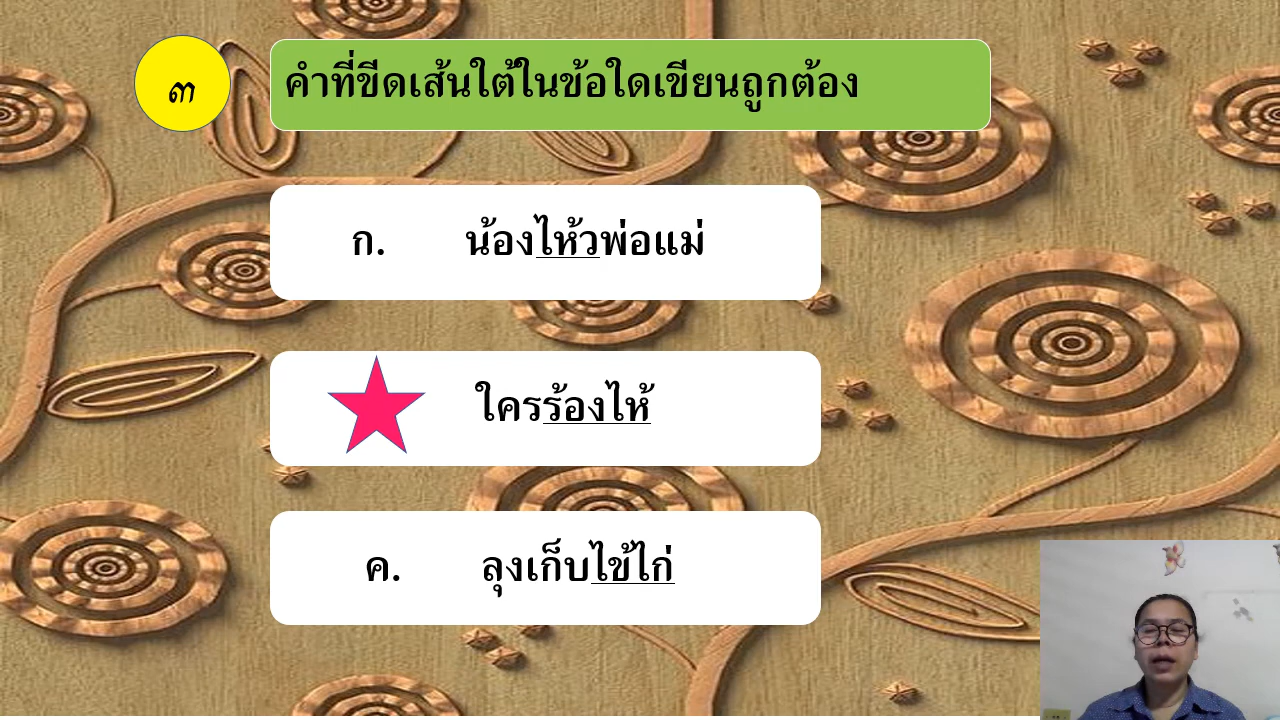 ๓
คำที่ขีดเส้นใต้ในข้อใดเขียนถูกต้อง
ก. น้องไห้วพ่อแม่
ใครร้องไห้
ค. ลุงเก็บไข้ไก่